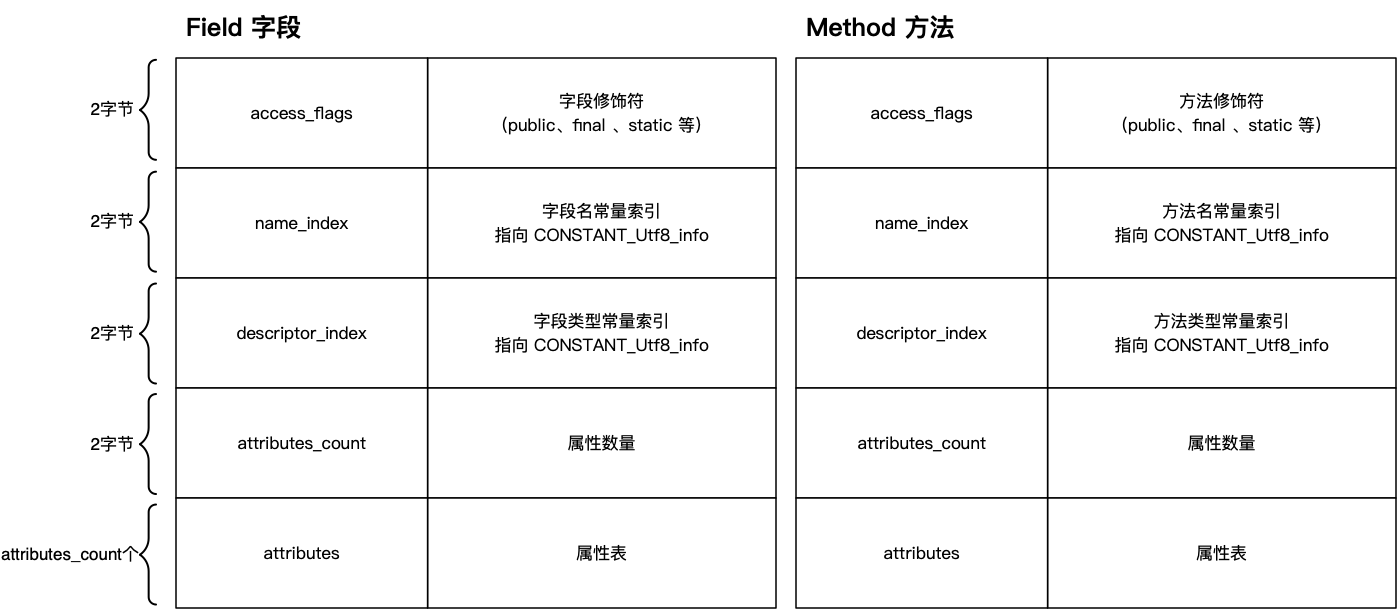 Field 字段
Method 方法
2字节
access_flags
字段修饰符
（public、final 、static 等）
access_flags
方法修饰符
（public、final 、static 等）
2字节
name_index
字段名常量索引
指向 CONSTANT_Utf8_info
name_index
方法名常量索引
指向 CONSTANT_Utf8_info
2字节
descriptor_index
字段类型常量索引
指向 CONSTANT_Utf8_info
descriptor_index
方法类型常量索引
指向 CONSTANT_Utf8_info
2字节
attributes_count
属性数量
attributes_count
属性数量
attributes_count个
attributes
属性表
attributes
属性表